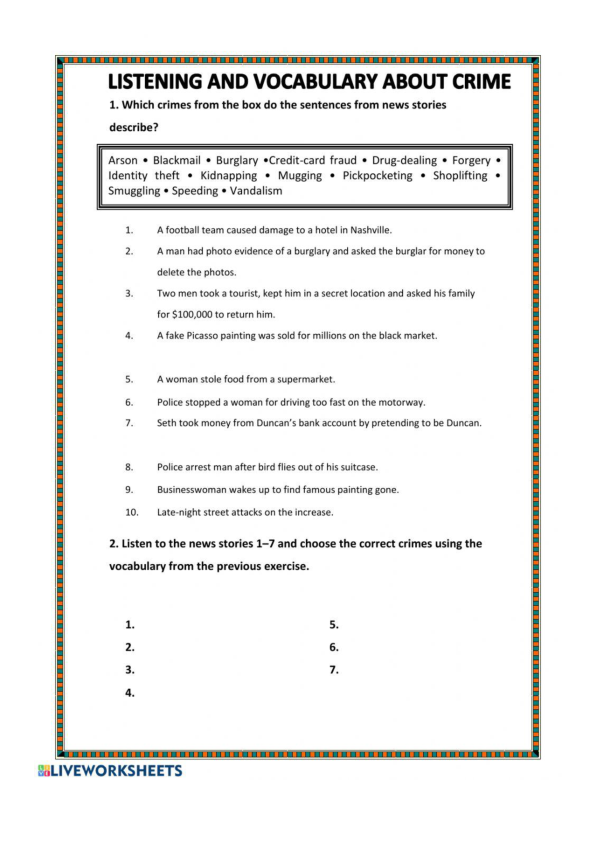 LISTENING AND VOCABULARY ABOUT CRIME
1. Which crimes from the box do the sentences from news stories
describe?
Arson • Blackmail • Burglary •Credit-card fraud • Drug-dealing • Forgery •
Identity theft • Kidnapping • Mugging • Pickpocketing • Shoplifting •
Smuggling • Speeding • Vandalism
1. A football team caused damage to a hotel in Nashville.
2. A man had photo evidence of a burglary and asked the burglar for money to
delete the photos.
3. Two men took a tourist, kept him in a secret location and asked his family
for $100,000 to return him.
4. A fake Picasso painting was sold for millions on the black market.
5. A woman stole food from a supermarket.
6. Police stopped a woman for driving too fast on the motorway.
7. Seth took money from Duncan’s bank account by pretending to be Duncan.
8. Police arrest man after bird flies out of his suitcase.
9. Businesswoman wakes up to find famous painting gone.
10. Late-night street attacks on the increase.
2. Listen to the news stories 1–7 and choose the correct crimes using the
vocabulary from the previous exercise.
1. 5.
2. 6.
3. 7.
4.
LIVEWORKSHEETS